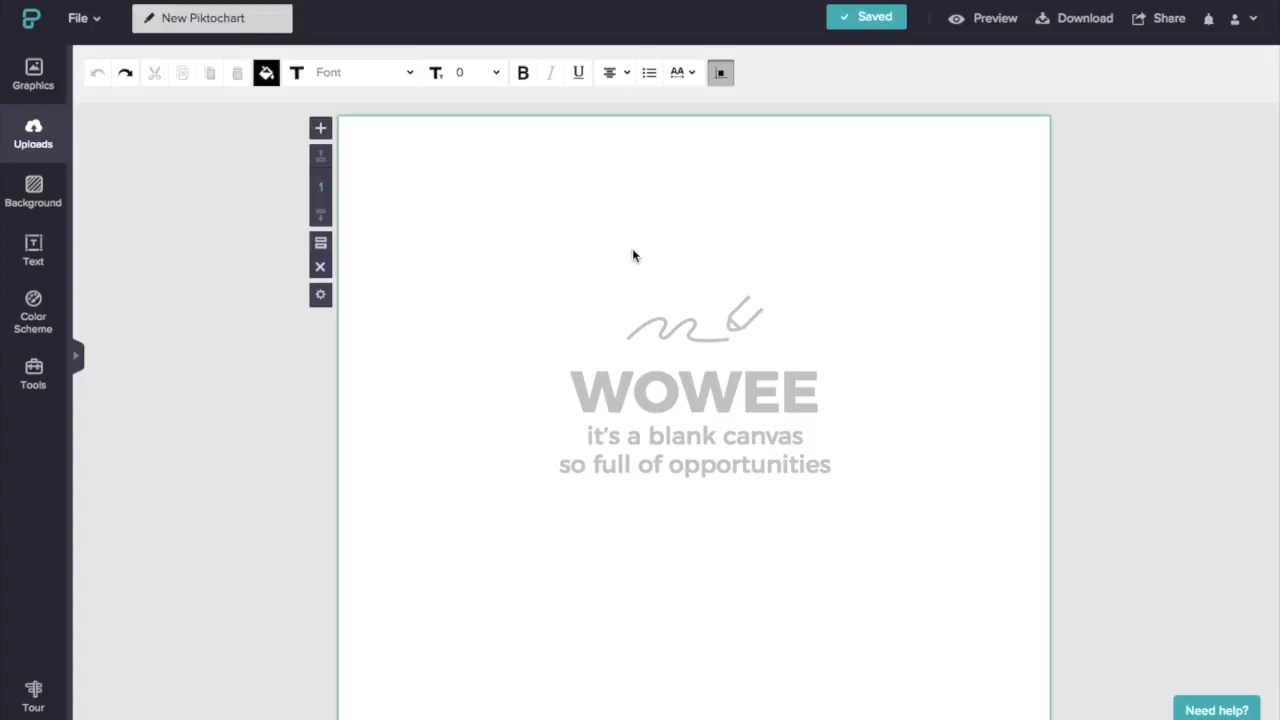 File
New Piktochart
Saved
Preview
Download
Share
Graphics
Uploads
Background
Text
Color
Scheme
Tools
Tour
Font
0
B I U
AA
1
WOWEE
it's a blank canvas
so full of opportunities
Need help?